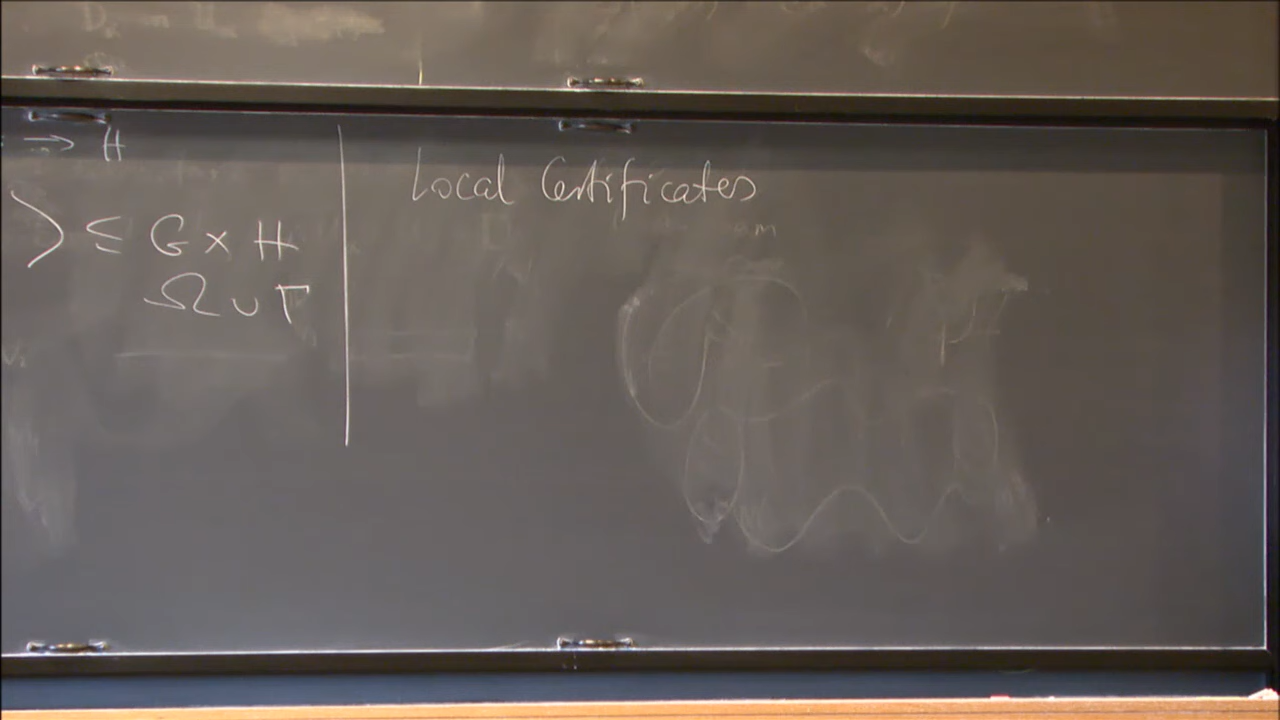 → H
⟩ ≤ G × H
Ω ∪ Γ
Local Certificates